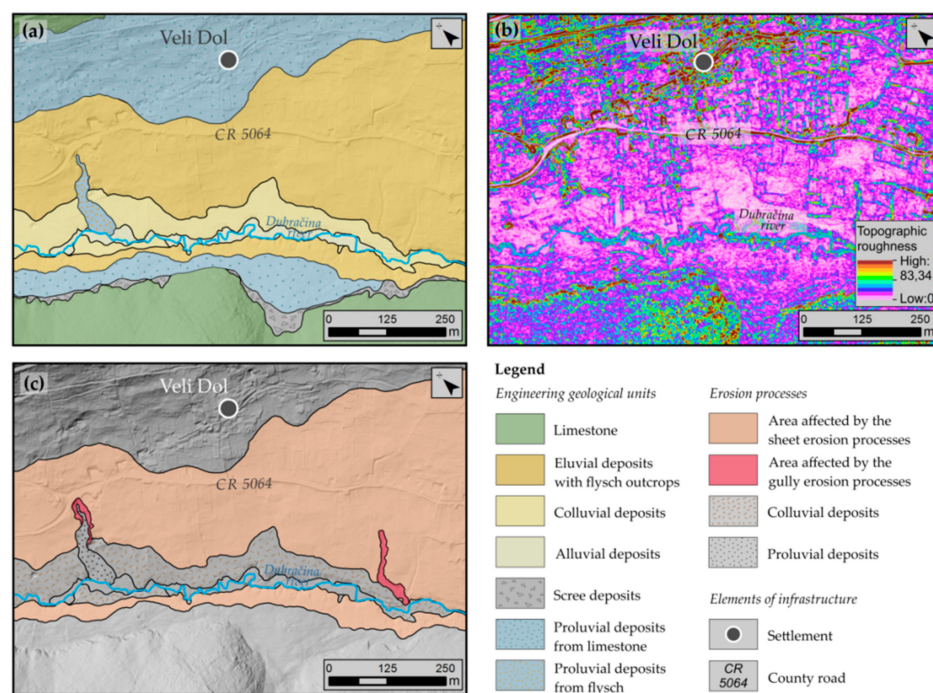 (a)
Veli Dol
CR 5064
Dubračina
river
0 125 250
m
(b)
Veli Dol
CR 5064
Dubračina
river
Topographic
roughness
High:
83,34
Low:0
0 125 250
m
(c)
Veli Dol
CR 5064
Dubračina
river
0 125 250
m
Legend
Engineering geological units
Limestone
Eluvial deposits
with flysch outcrops
Colluvial deposits
Alluvial deposits
Scree deposits
Proluvial deposits
from limestone
Proluvial deposits
from flysch
Erosion processes
Area affected by the
sheet erosion processes
Area affected by the
gully erosion processes
Colluvial deposits
Proluvial deposits
Elements of infrastructure
Settlement
CR
5064
County road